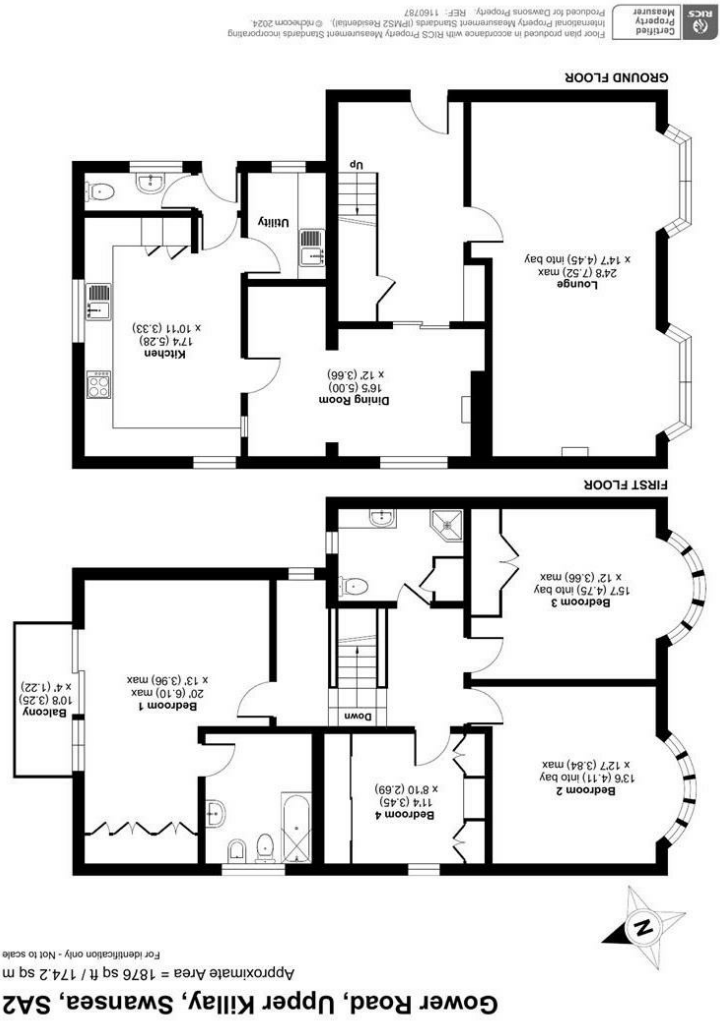 Gower Road, Upper Killay, Swansea, SA2
Approximate Area = 1876 sq ft / 174.2 sq m
For identification only - Not to scale
N
Bedroom 4
11'4 (3.45)
x 8'10 (2.69)
Bedroom 2
13'6 (4.11) into bay
x 12'7 (3.84) max
Down
Bedroom 1
20' (6.10) max
x 13' (3.96) max
Balcony
10'8 (3.25)
x 4' (1.22)
Bedroom 3
15'7 (4.75) into bay
x 12' (3.66) max
FIRST FLOOR
Dining Room
16'5 (5.00)
x 12' (3.66)
Kitchen
17'4 (5.28)
x 10'11 (3.33)
Lounge
24'8 (7.52) max
x 14'7 (4.45) into bay
Utility
Up
GROUND FLOOR
RICS
Certified
Property
Measurer
Floor plan produced in accordance with RICS Property Measurement Standards incorporating
International Property Measurement Standards (IPMS2 Residential). © nichecom 2024.
Produced for Dawsons Property. REF: 1160787